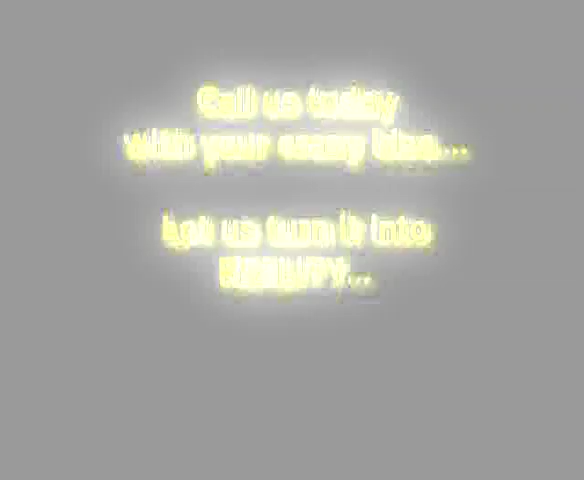 Call us today
with your crazy idea...
Let us turn it into
REALITY...